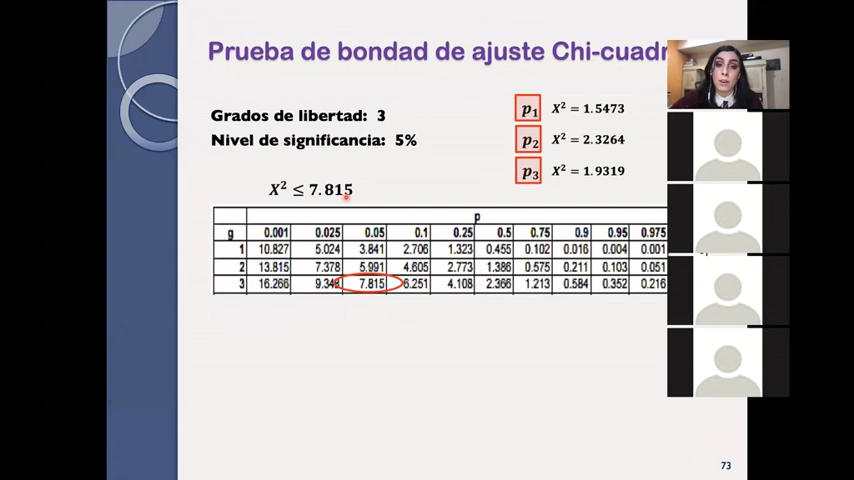 Prueba de bondad de ajuste Chi-cuadr
Grados de libertad: 3
Nivel de significancia: 5%
p₁ X² = 1.5473
p₂ X² = 2.3264
p₃ X² = 1.9319
X² ≤ 7.815
p
g 0.001 0.025 0.05 0.1 0.25 0.5 0.75 0.9 0.95 0.975
1 10.827 5.024 3.841 2.706 1.323 0.455 0.102 0.016 0.004 0.001
2 13.815 7.378 5.991 4.605 2.773 1.386 0.575 0.211 0.103 0.051
3 16.266 9.348 7.815 6.251 4.108 2.366 1.213 0.584 0.352 0.216
73